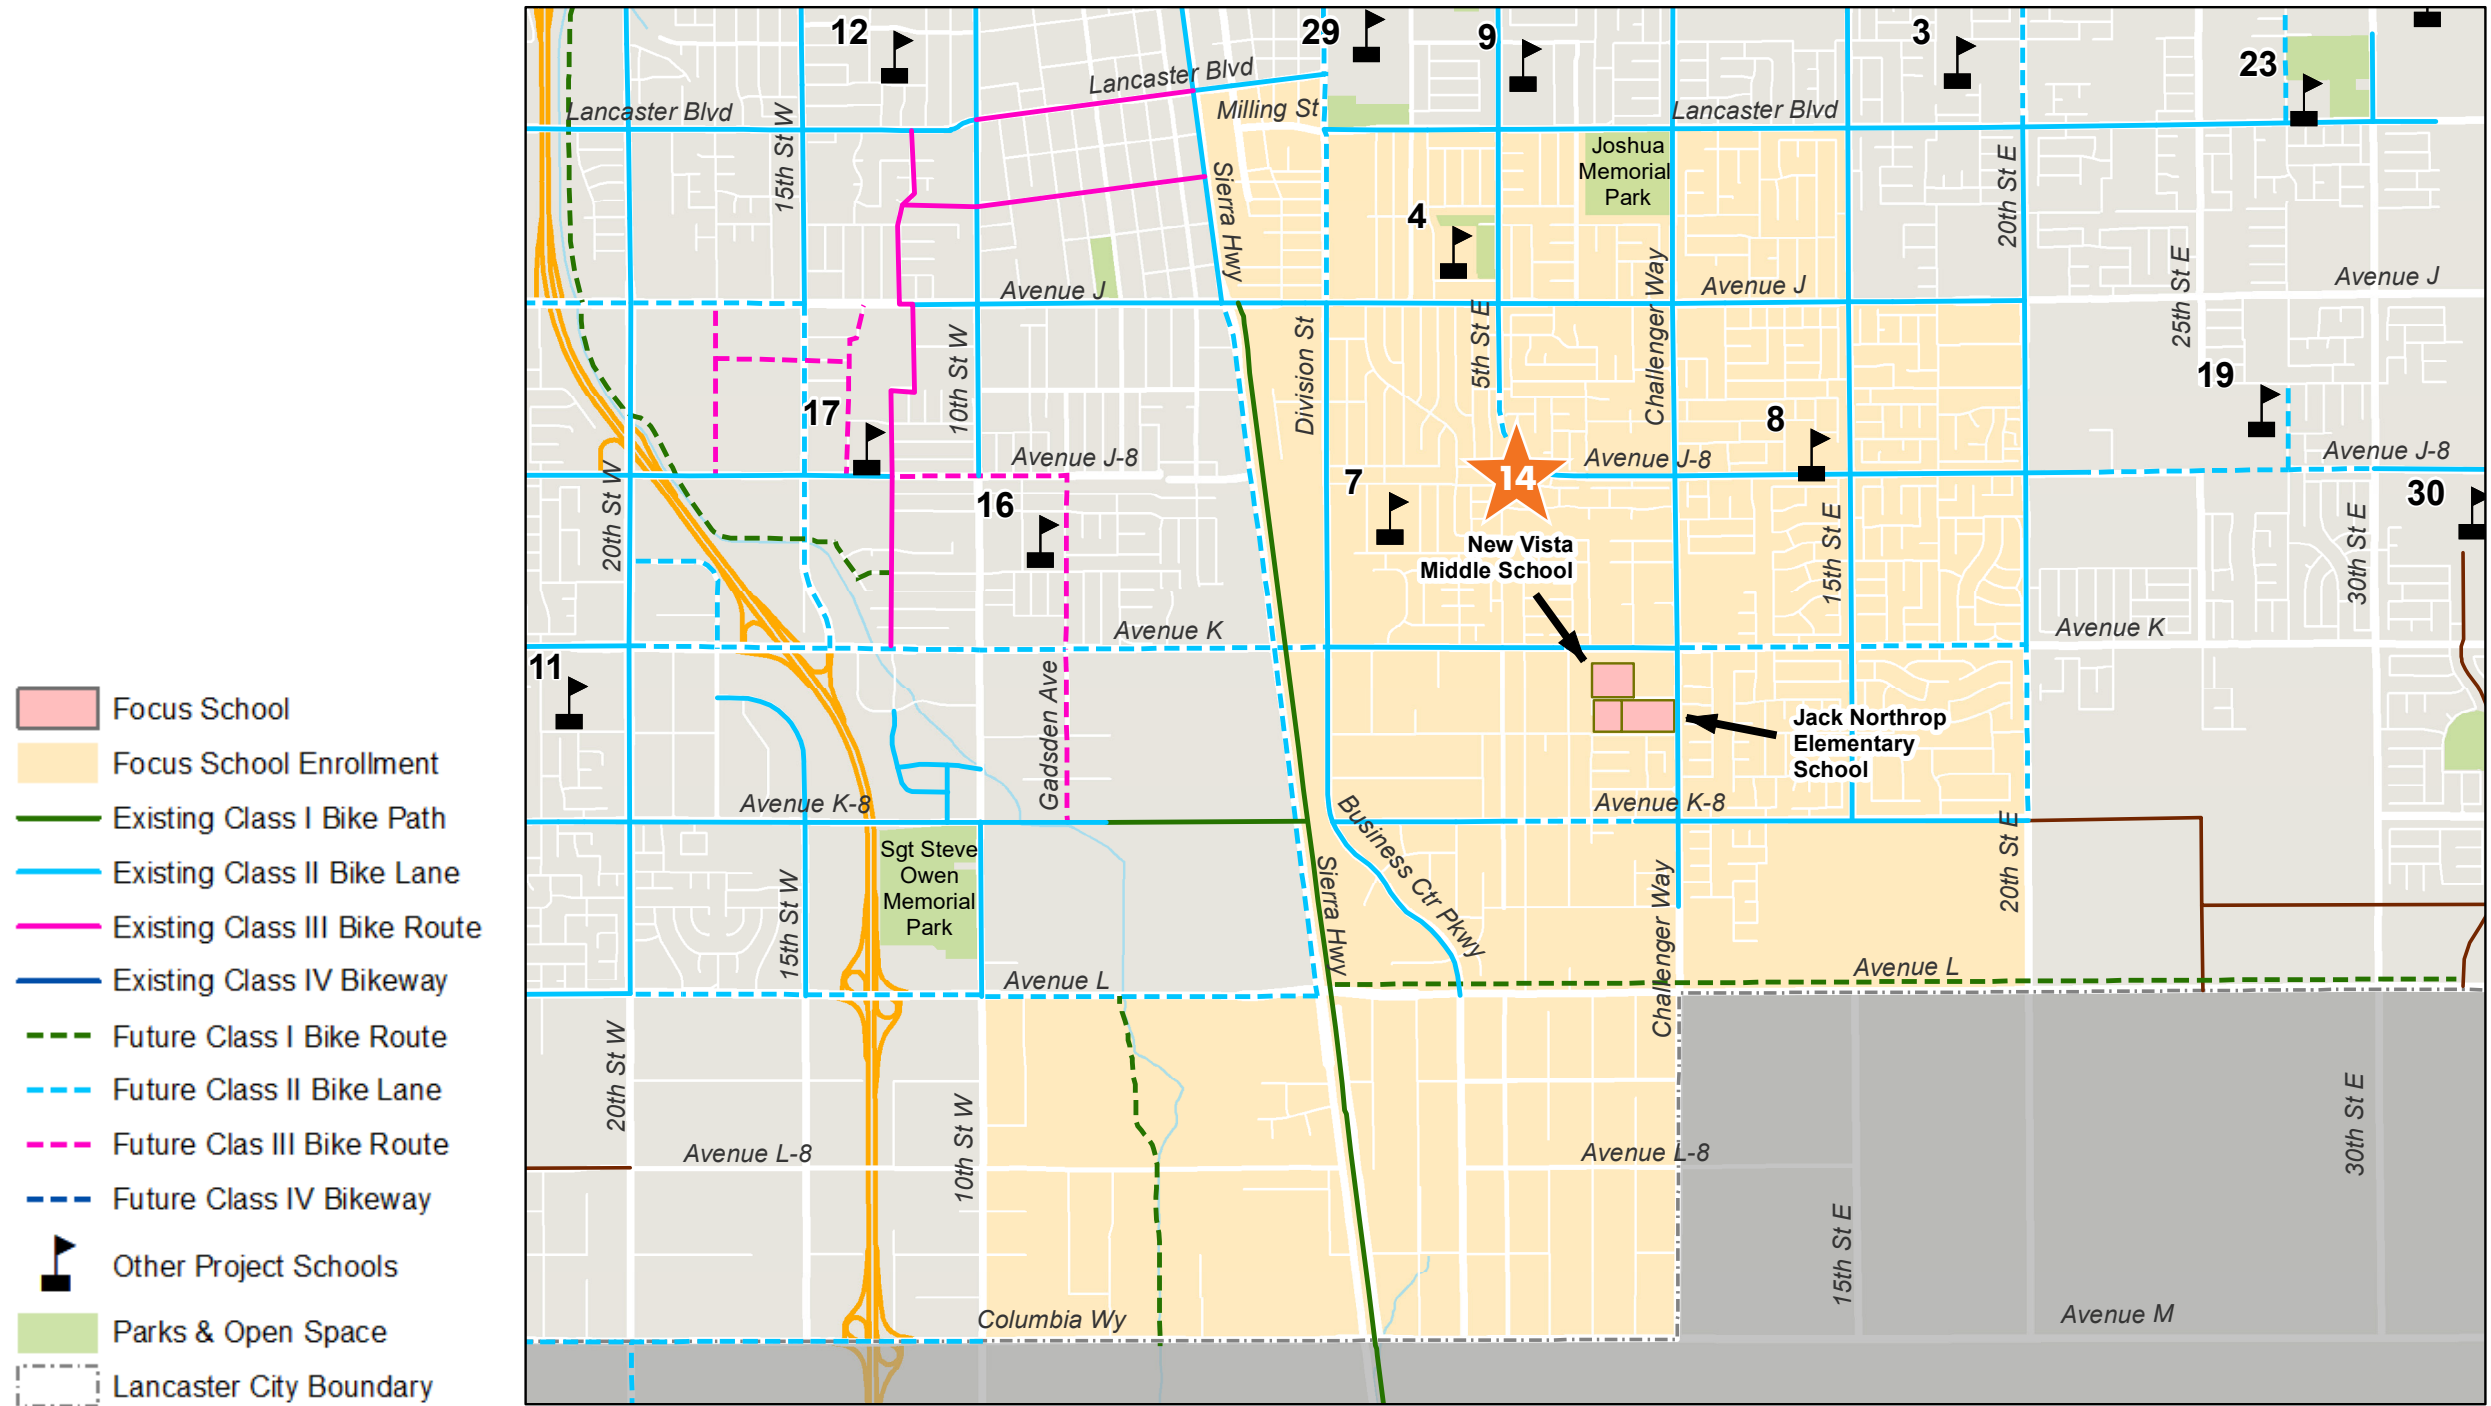 Focus School
Focus School Enrollment
Existing Class I Bike Path
Existing Class II Bike Lane
Existing Class III Bike Route
Existing Class IV Bikeway
Future Class I Bike Route
Future Class II Bike Lane
Future Clas III Bike Route
Future Class IV Bikeway
Other Project Schools
Parks & Open Space
Lancaster City Boundary
12
29
9
3
23
Lancaster Blvd
Lancaster Blvd
Milling St
Lancaster Blvd
15th St W
Sierra Hwy
Joshua
Memorial
Park
20th St E
4
Challenger Way
25th St E
Avenue J
Avenue J
Avenue J
5th St E
Division St
10th St W
17
19
8
Avenue J-8
Avenue J-8
Avenue J-8
14
7
16
30
20th St W
15th St E
30th St E
New Vista
Middle School
Avenue K
Avenue K
11
Gadsden Ave
Jack Northrop
Elementary
School
Avenue K-8
Avenue K-8
Business Ctr Pkwy
Sgt Steve
Owen
Memorial
Park
15th St W
Sierra Hwy
Challenger Way
20th St E
Avenue L
Avenue L
20th St W
10th St W
30th St E
Avenue L-8
Avenue L-8
15th St E
Columbia Wy
Avenue M